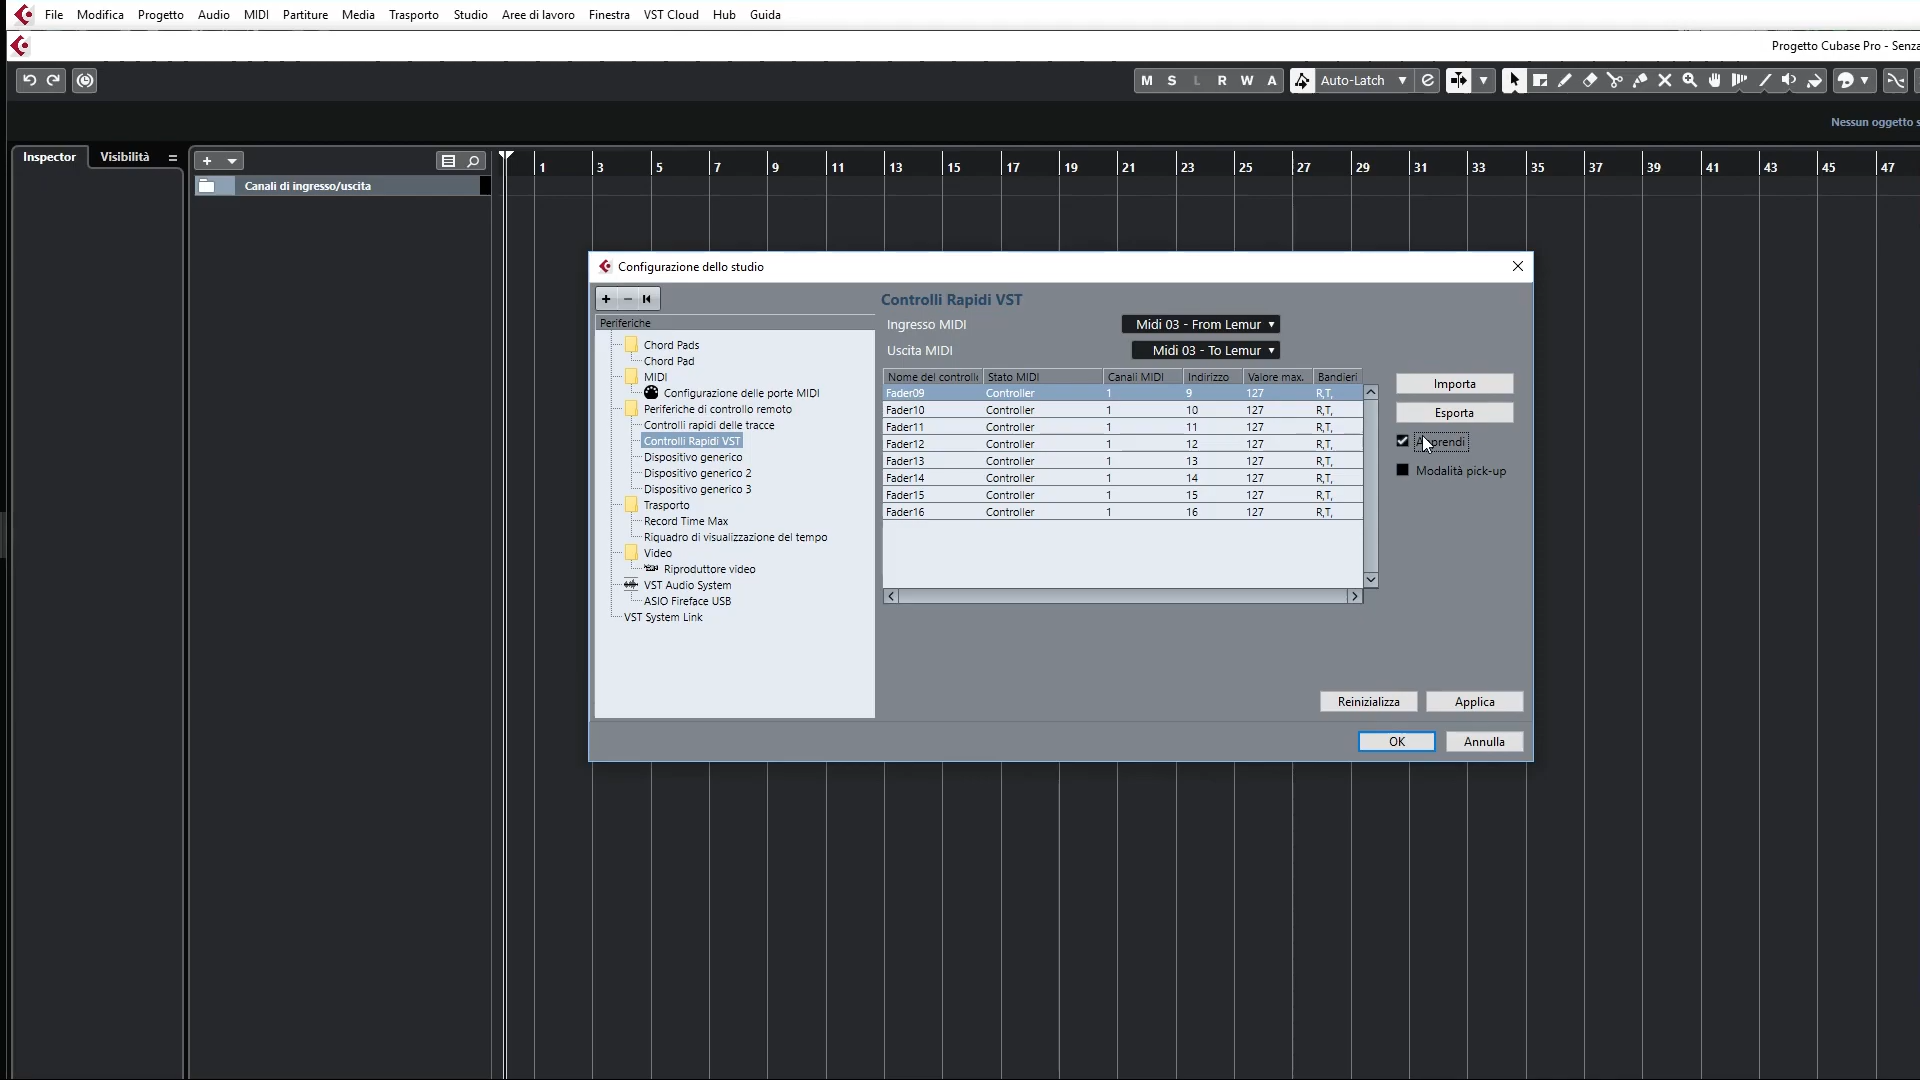 File Modifica Progetto Audio MIDI Partiture Media Trasporto Studio Aree di lavoro Finestra VST Cloud Hub Guida
Progetto Cubase Pro - Senza
M S L R W A Auto-Latch
Nessun oggetto s
Inspector Visibilità
1 3 5 7 9 11 13 15 17 19 21 23 25 27 29 31 33 35 37 39 41 43 45 47
Canali di ingresso/uscita
Configurazione dello studio
Periferiche
Chord Pads
Chord Pad
MIDI
Configurazione delle porte MIDI
Periferiche di controllo remoto
Controlli rapidi delle tracce
Controlli Rapidi VST
Dispositivo generico
Dispositivo generico 2
Dispositivo generico 3
Trasporto
Record Time Max
Riquadro di visualizzazione del tempo
Video
Riproduttore video
VST Audio System
ASIO Fireface USB
VST System Link
Controlli Rapidi VST
Ingresso MIDI Midi 03 - From Lemur
Uscita MIDI Midi 03 - To Lemur
Nome del controlle Stato MIDI Canali MIDI Indirizzo Valore max. Bandieri
Fader09 Controller 1 9 127 R,T,
Fader10 Controller 1 10 127 R,T,
Fader11 Controller 1 11 127 R,T,
Fader12 Controller 1 12 127 R,T,
Fader13 Controller 1 13 127 R,T,
Fader14 Controller 1 14 127 R,T,
Fader15 Controller 1 15 127 R,T,
Fader16 Controller 1 16 127 R,T,
Importa
Esporta
Apprendi
Modalità pick-up
Reinizializza Applica
OK Annulla